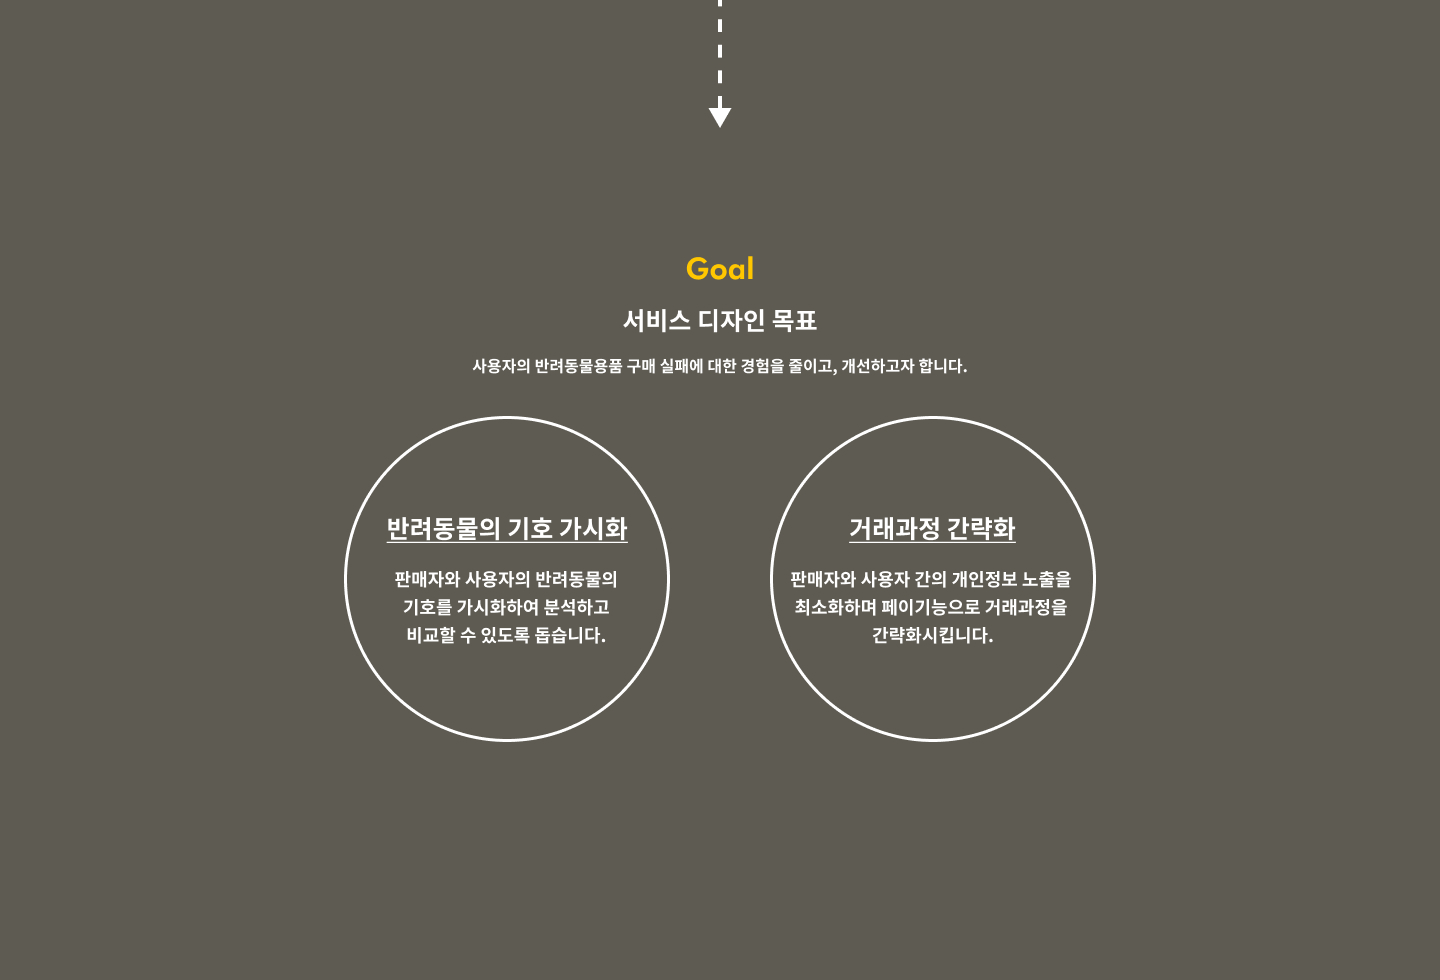 Goal
서비스 디자인 목표
사용자의 반려동물용품 구매 실패에 대한 경험을 줄이고, 개선하고자 합니다.
반려동물의 기호 가시화
판매자와 사용자의 반려동물의
기호를 가시화하여 분석하고
비교할 수 있도록 돕습니다.
거래과정 간략화
판매자와 사용자 간의 개인정보 노출을
최소화하며 페이기능으로 거래과정을
간략화시킵니다.